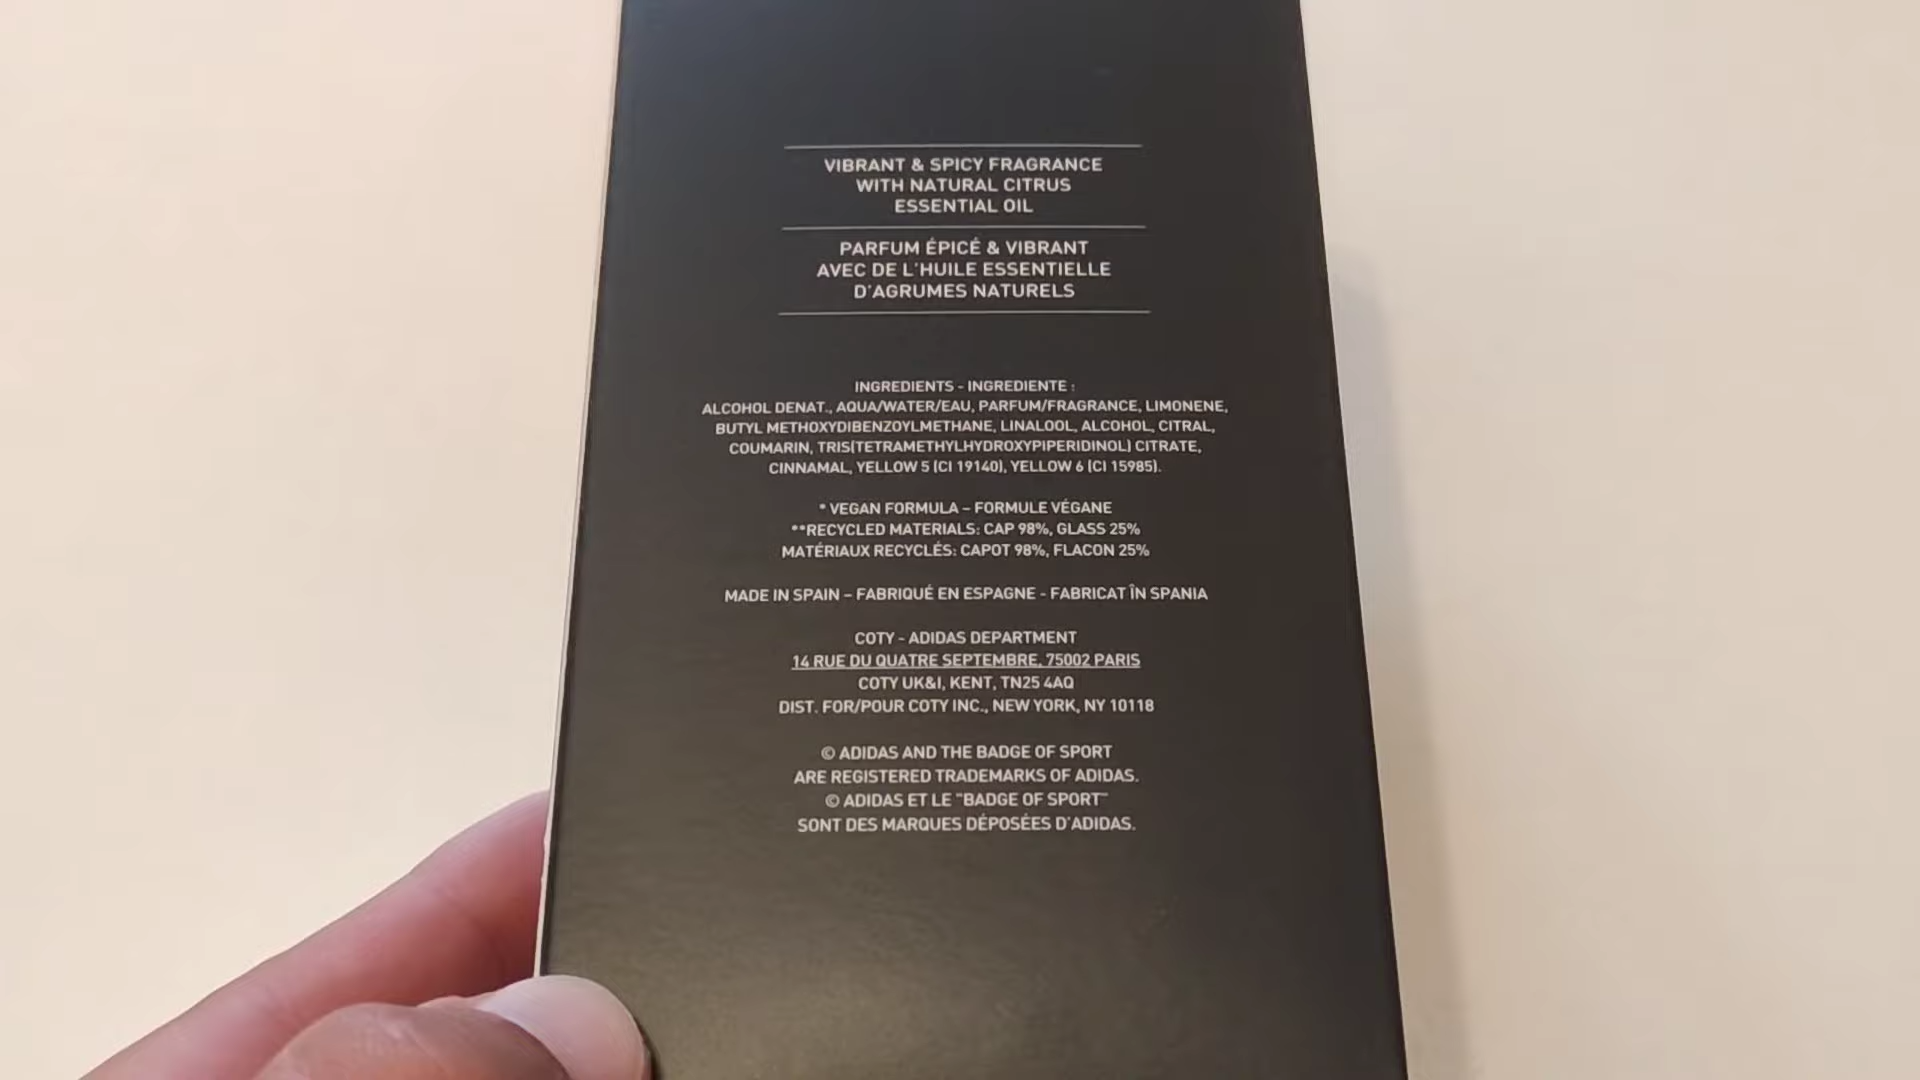 VIBRANT & SPICY FRAGRANCE
WITH NATURAL CITRUS
ESSENTIAL OIL
PARFUM ÉPICÉ & VIBRANT
AVEC DE L'HUILE ESSENTIELLE
D'AGRUMES NATURELS
INGREDIENTS - INGREDIENTE :
ALCOHOL DENAT., AQUA/WATER/EAU, PARFUM/FRAGRANCE, LIMONENE,
BUTYL METHOXYDIBENZOYLMETHANE, LINALOOL, ALCOHOL, CITRAL,
COUMARIN, TRIS(TETRAMETHYLHYDROXYPIPERIDINOL) CITRATE,
CINNAMAL, YELLOW 5 (CI 19140), YELLOW 6 (CI 15985).
* VEGAN FORMULA – FORMULE VÉGANE
**RECYCLED MATERIALS: CAP 98%, GLASS 25%
MATÉRIAUX RECYCLÉS: CAPOT 98%, FLACON 25%
MADE IN SPAIN – FABRIQUÉ EN ESPAGNE - FABRICAT ÎN SPANIA
COTY - ADIDAS DEPARTMENT
14 RUE DU QUATRE SEPTEMBRE, 75002 PARIS
COTY UK&I, KENT, TN25 4AQ
DIST. FOR/POUR COTY INC., NEW YORK, NY 10118
© ADIDAS AND THE BADGE OF SPORT
ARE REGISTERED TRADEMARKS OF ADIDAS.
© ADIDAS ET LE "BADGE OF SPORT"
SONT DES MARQUES DÉPOSÉES D'ADIDAS.